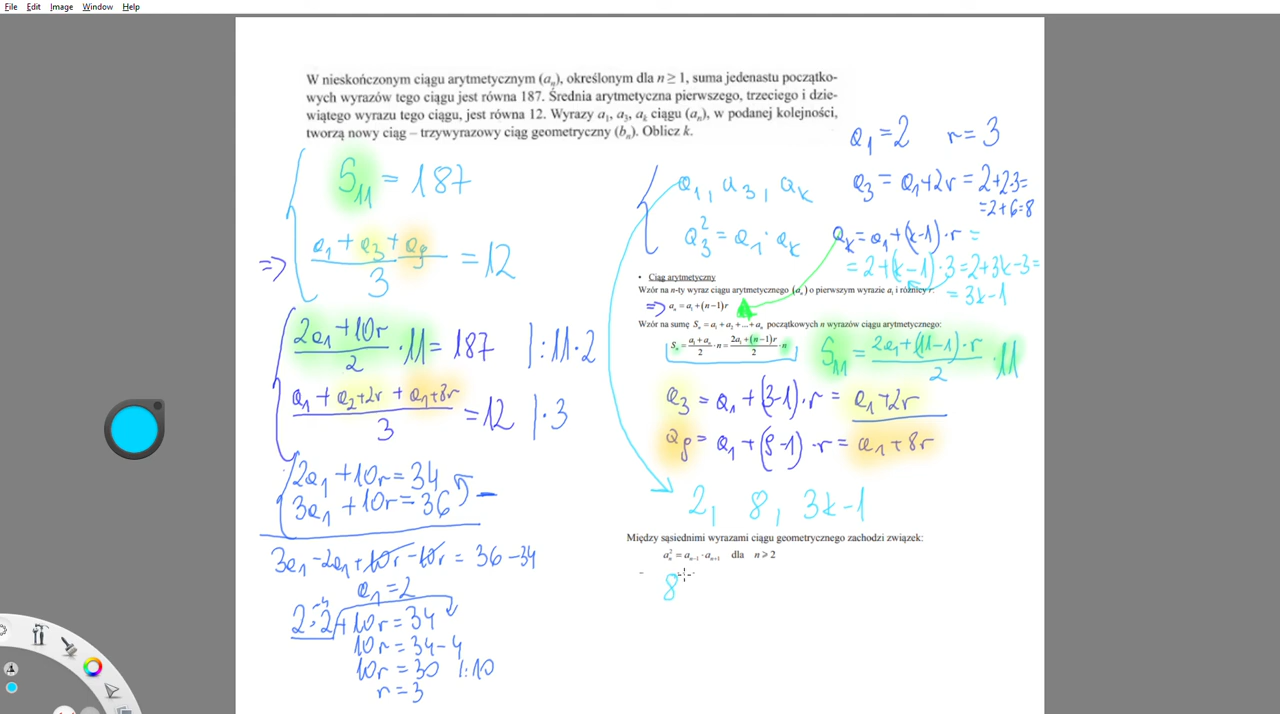 File Edit Image Window Help
W nieskończonym ciągu arytmetycznym (aₙ), określonym dla n ≥ 1, suma jedenastu początko-
wych wyrazów tego ciągu jest równa 187. Średnia arytmetyczna pierwszego, trzeciego i dzie-
wiątego wyrazu tego ciągu, jest równa 12. Wyrazy a₁, a₃, aₖ ciągu (aₙ), w podanej kolejności,
tworzą nowy ciąg – trzywyrazowy ciąg geometryczny (bₙ). Oblicz k.
S₁₁ = 187
(a₁ + a₃ + a₉)/3 = 12
=>
(2a₁ + 10r)/2 · 11 = 187 |:11·2
(a₁ + a₂+2r + a₁+8r)/3 = 12 |·3
2a₁ + 10r = 34
3a₁ + 10r = 36 -
3a₁ - 2a₁ + 10r - 10r = 36 - 34
a₁ = 2
2·2 + 10r = 34
10r = 34 - 4
10r = 30 |:10
r = 3
a₁ = 2 r = 3
a₁, a₃, aₖ
a₃ = a₁ + 2r = 2 + 2·3 =
= 2 + 6 = 8
a₃² = a₁ · aₖ
aₖ = a₁ + (k-1)·r =
= 2 + (k-1)·3 = 2 + 3k - 3 =
= 3k - 1
• Ciąg arytmetyczny
Wzór na n-ty wyraz ciągu arytmetycznego (aₙ) o pierwszym wyrazie a₁ i różnicy r:
=> aₙ = a₁ + (n−1)r
Wzór na sumę Sₙ = a₁ + a₂ + ... + aₙ początkowych n wyrazów ciągu arytmetycznego:
Sₙ = (a₁ + aₙ)/2 · n = (2a₁ + (n−1)r)/2 · n
S₁₁ = (2a₁ + (11-1)·r)/2 · 11
a₃ = a₁ + (3-1)·r = a₁ + 2r
a₉ = a₁ + (9-1)·r = a₁ + 8r
2, 8, 3k-1
Między sąsiednimi wyrazami ciągu geometrycznego zachodzi związek:
aₙ² = aₙ₋₁ · aₙ₊₁ dla n ⩾ 2
8